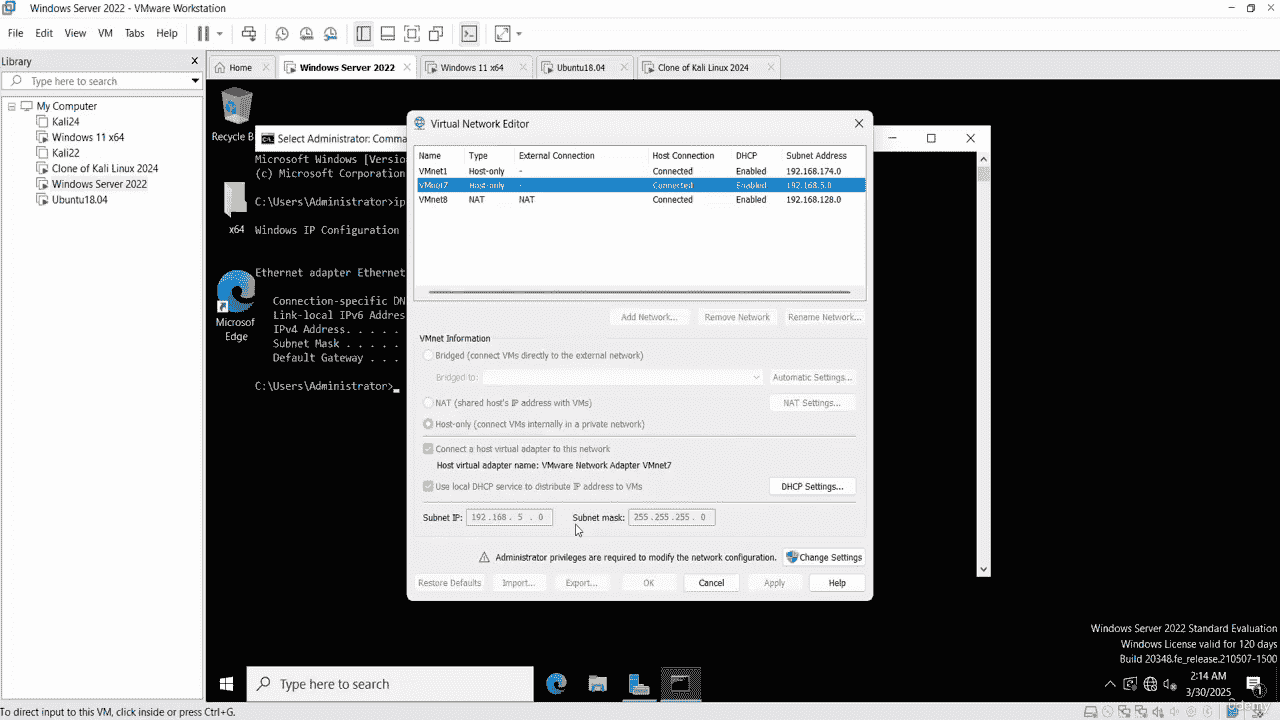 Windows Server 2022 - VMware Workstation
File Edit View VM Tabs Help
Library
Type here to search
My Computer
Kali24
Windows 11 x64
Kali22
Clone of Kali Linux 2024
Windows Server 2022
Ubuntu18.04
Home
Windows Server 2022
Windows 11 x64
Ubuntu18.04
Clone of Kali Linux 2024
Recycle B
x64
Microsof
Edge
Select Administrator: Comma
Microsoft Windows [Versio
(c) Microsoft Corporation
C:\Users\Administrator>ip
Windows IP Configuration
Ethernet adapter Ethernet
Connection-specific DN
Link-local IPv6 Addres
IPv4 Address. . . . .
Subnet Mask . . . . .
Default Gateway . . . .
C:\Users\Administrator>
Virtual Network Editor
Name Type External Connection Host Connection DHCP Subnet Address
VMnet1 Host-only - Connected Enabled 192.168.174.0
VMnet7 Host-only - Connected Enabled 192.168.5.0
VMnet8 NAT NAT Connected Enabled 192.168.128.0
Add Network... Remove Network Rename Network...
VMnet Information
Bridged (connect VMs directly to the external network)
Bridged to: Automatic Settings...
NAT (shared host's IP address with VMs) NAT Settings...
Host-only (connect VMs internally in a private network)
Connect a host virtual adapter to this network
Host virtual adapter name: VMware Network Adapter VMnet7
Use local DHCP service to distribute IP address to VMs DHCP Settings...
Subnet IP: 192 .168 . 5 . 0 Subnet mask: 255 .255 .255 . 0
Administrator privileges are required to modify the network configuration. Change Settings
Restore Defaults Import... Export... OK Cancel Apply Help
Windows Server 2022 Standard Evaluation
Windows License valid for 120 days
Build 20348.fe_release.210507-1500
Type here to search
2:14 AM
3/30/2025
To direct input to this VM, click inside or press Ctrl+G.